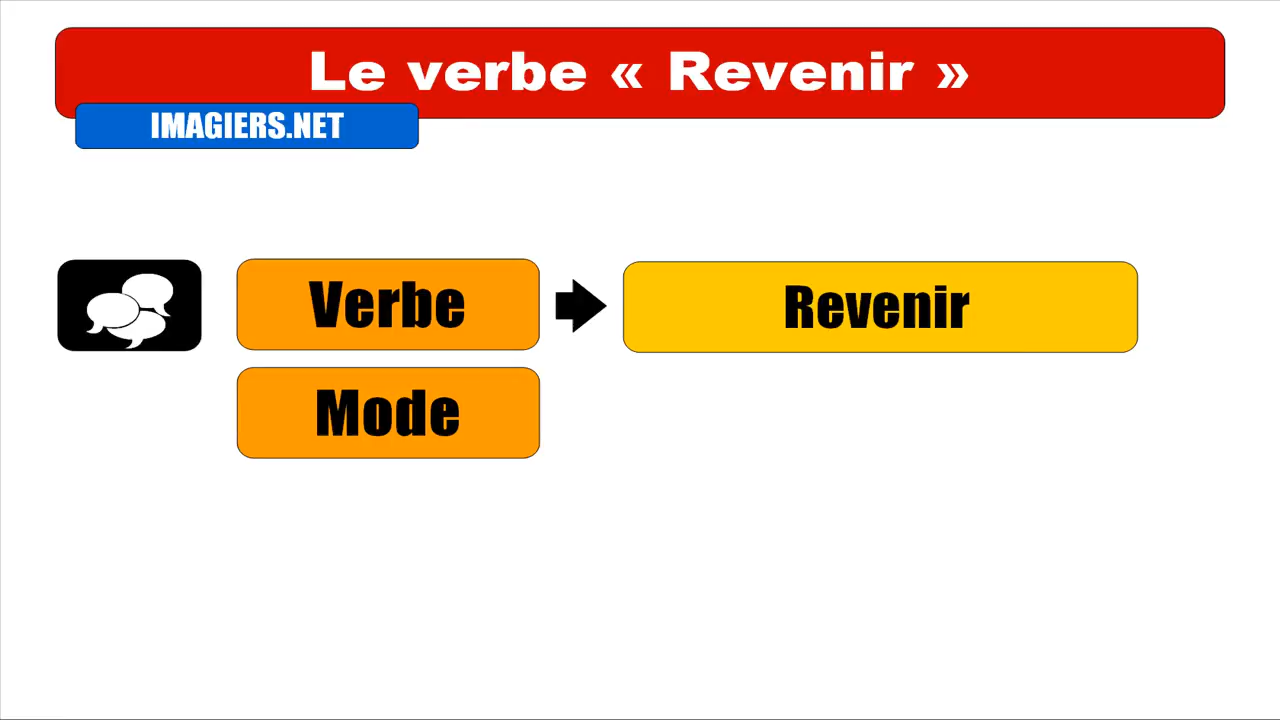 Le verbe « Revenir »
IMAGIERS.NET
Verbe
Revenir
Mode